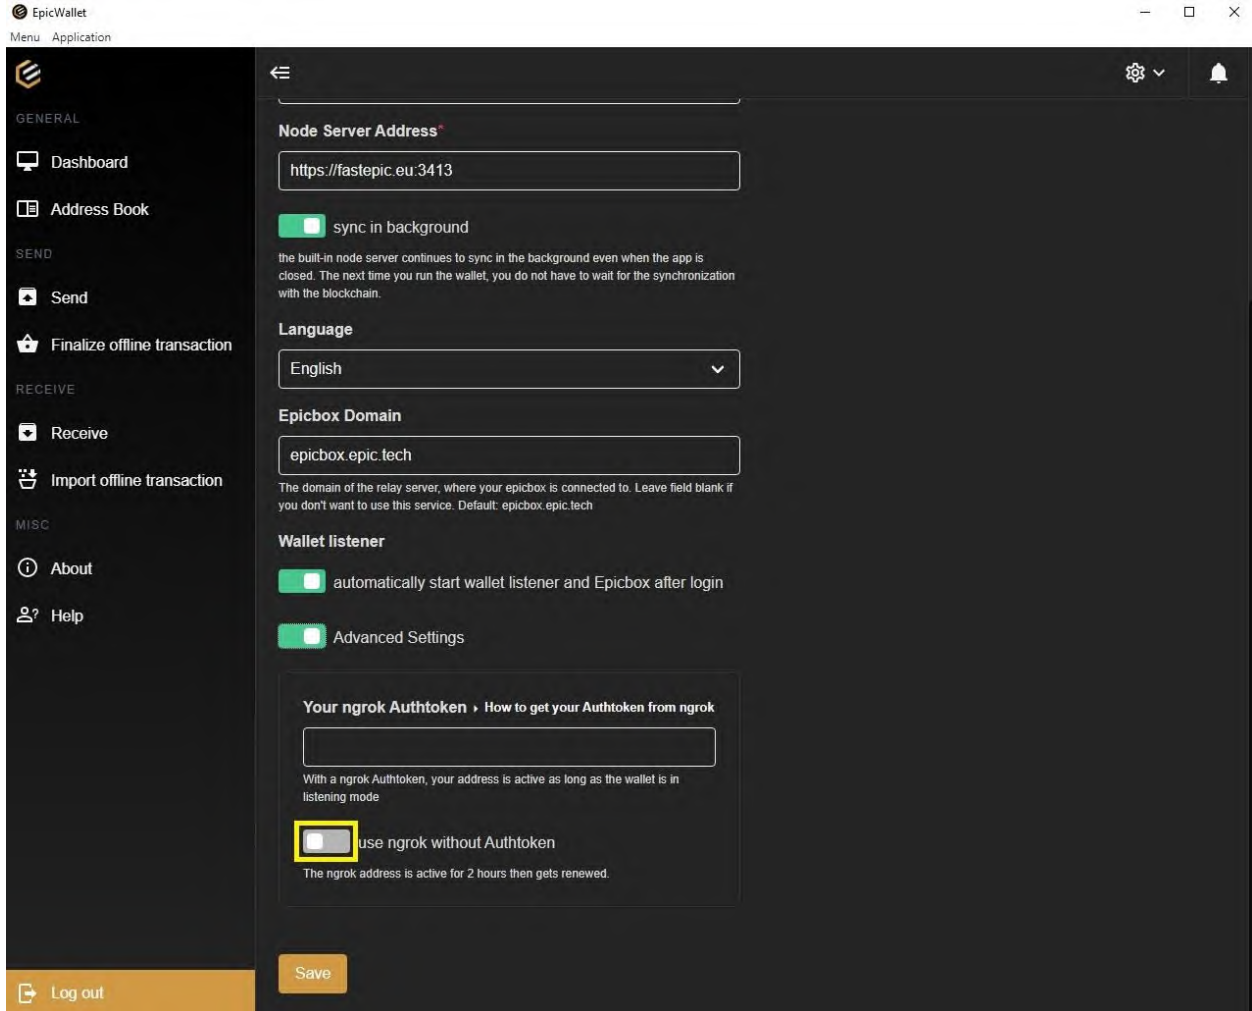 EpicWallet
Menu Application
GENERAL
Dashboard
Address Book
SEND
Send
Finalize offline transaction
RECEIVE
Receive
Import offline transaction
MISC
About
Help
Log out
Node Server Address*
https://fastepic.eu:3413
sync in background
the built-in node server continues to sync in the background even when the app is
closed. The next time you run the wallet, you do not have to wait for the synchronization
with the blockchain.
Language
English
Epicbox Domain
epicbox.epic.tech
The domain of the relay server, where your epicbox is connected to. Leave field blank if
you don't want to use this service. Default: epicbox.epic.tech
Wallet listener
automatically start wallet listener and Epicbox after login
Advanced Settings
Your ngrok Authtoken How to get your Authtoken from ngrok
With a ngrok Authtoken, your address is active as long as the wallet is in
listening mode
use ngrok without Authtoken
The ngrok address is active for 2 hours then gets renewed.
Save